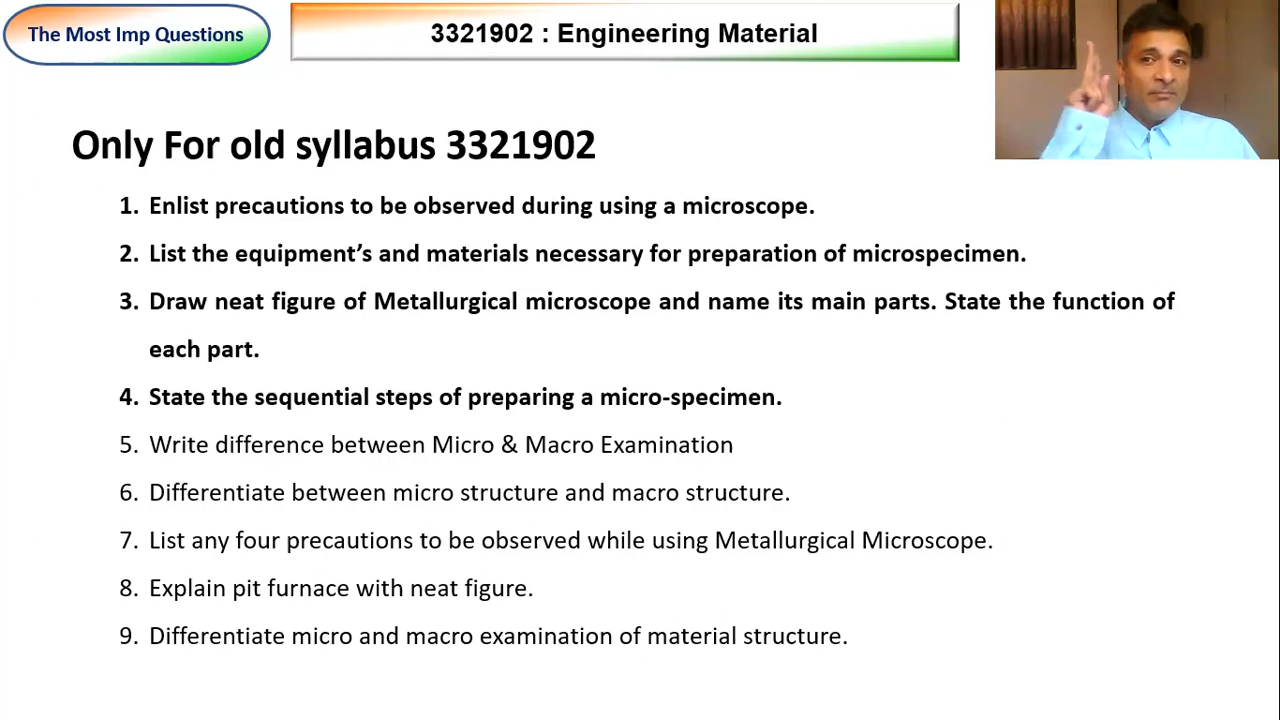 The Most Imp Questions
3321902 : Engineering Material
Only For old syllabus 3321902
1. Enlist precautions to be observed during using a microscope.
2. List the equipment’s and materials necessary for preparation of microspecimen.
3. Draw neat figure of Metallurgical microscope and name its main parts. State the function of
each part.
4. State the sequential steps of preparing a micro-specimen.
5. Write difference between Micro & Macro Examination
6. Differentiate between micro structure and macro structure.
7. List any four precautions to be observed while using Metallurgical Microscope.
8. Explain pit furnace with neat figure.
9. Differentiate micro and macro examination of material structure.